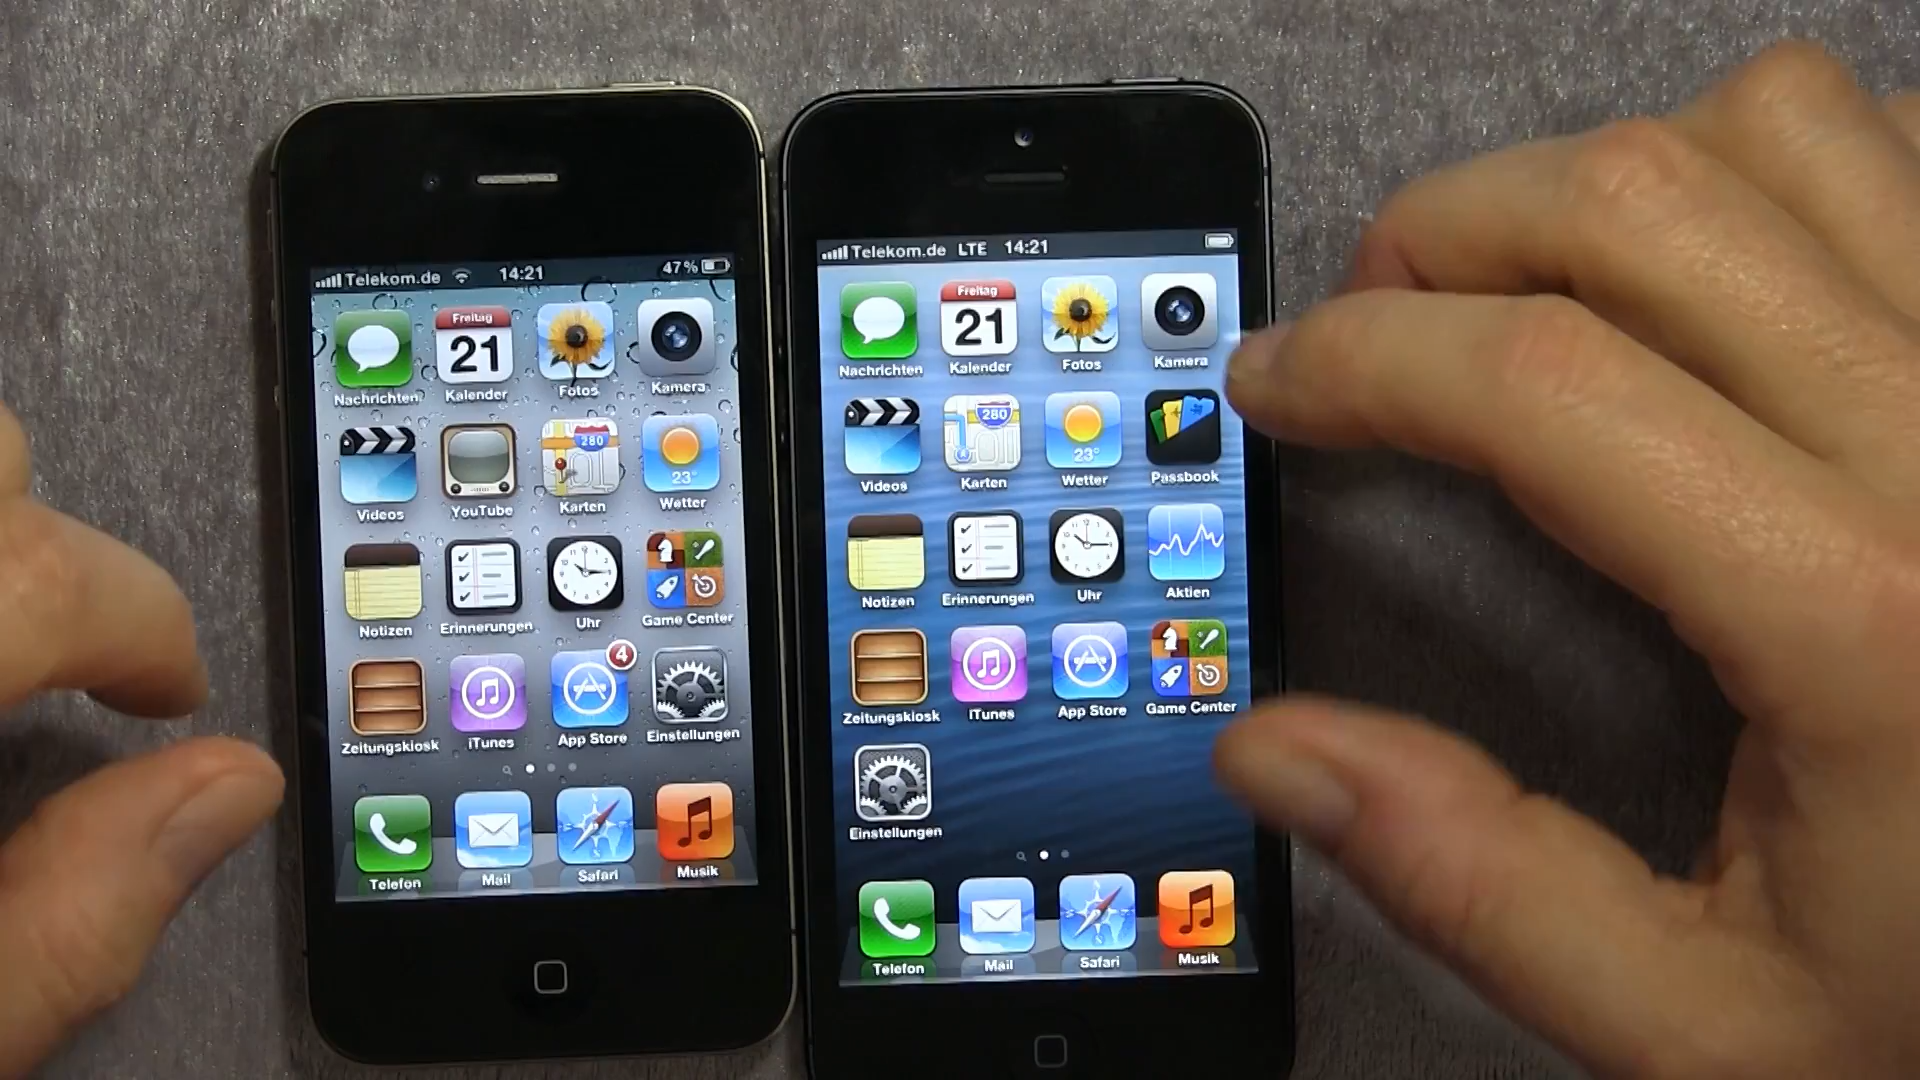 Telekom.de 14:21 47%
Freitag
21
Nachrichten Kalender Fotos Kamera
280
23°
Videos YouTube Karten Wetter
Notizen Erinnerungen Uhr Game Center
4
Zeitungskiosk iTunes App Store Einstellungen
Telefon Mail Safari Musik
Telekom.de LTE 14:21
Freitag
21
Nachrichten Kalender Fotos Kamera
280
23°
Videos Karten Wetter Passbook
Notizen Erinnerungen Uhr Aktien
Zeitungskiosk iTunes App Store Game Center
Einstellungen
Telefon Mail Safari Musik